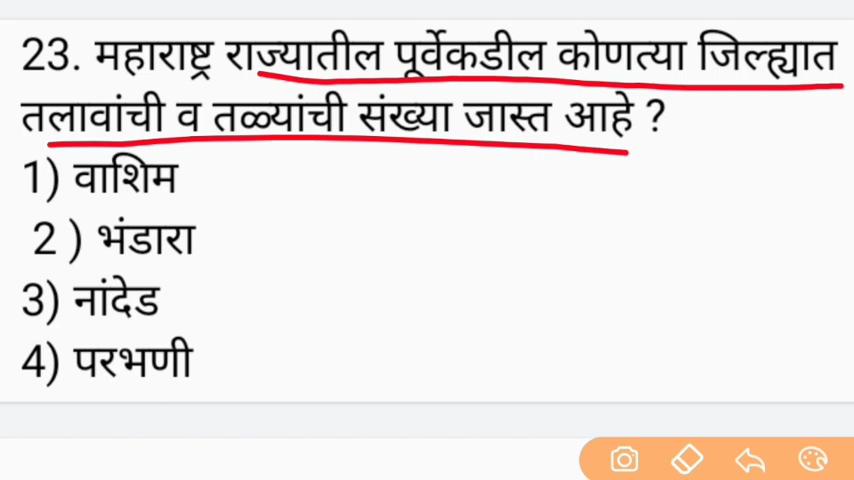 23. महाराष्ट्र राज्यातील पूर्वेकडील कोणत्या जिल्ह्यात
तलावांची व तळ्यांची संख्या जास्त आहे ?
1) वाशिम
2 ) भंडारा
3) नांदेड
4) परभणी